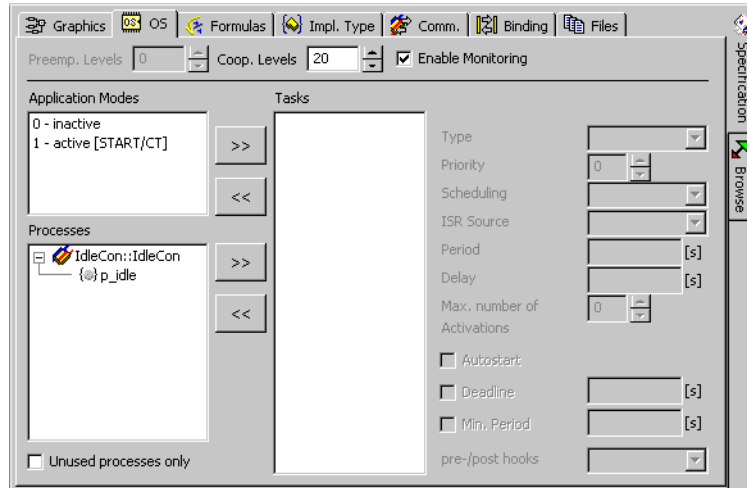 Graphics OS Formulas Impl. Type Comm. Binding Files
Preemp. Levels 0 Coop. Levels 20 Enable Monitoring
Application Modes
0 - inactive
1 - active [START/CT]
>>
<<
Processes
IdleCon::IdleCon
{} p_idle
>>
<<
Unused processes only
Tasks
Type
Priority 0
Scheduling
ISR Source
Period [s]
Delay [s]
Max. number of 0
Activations
Autostart
Deadline [s]
Min. Period [s]
pre-/post hooks
Specification
Browse